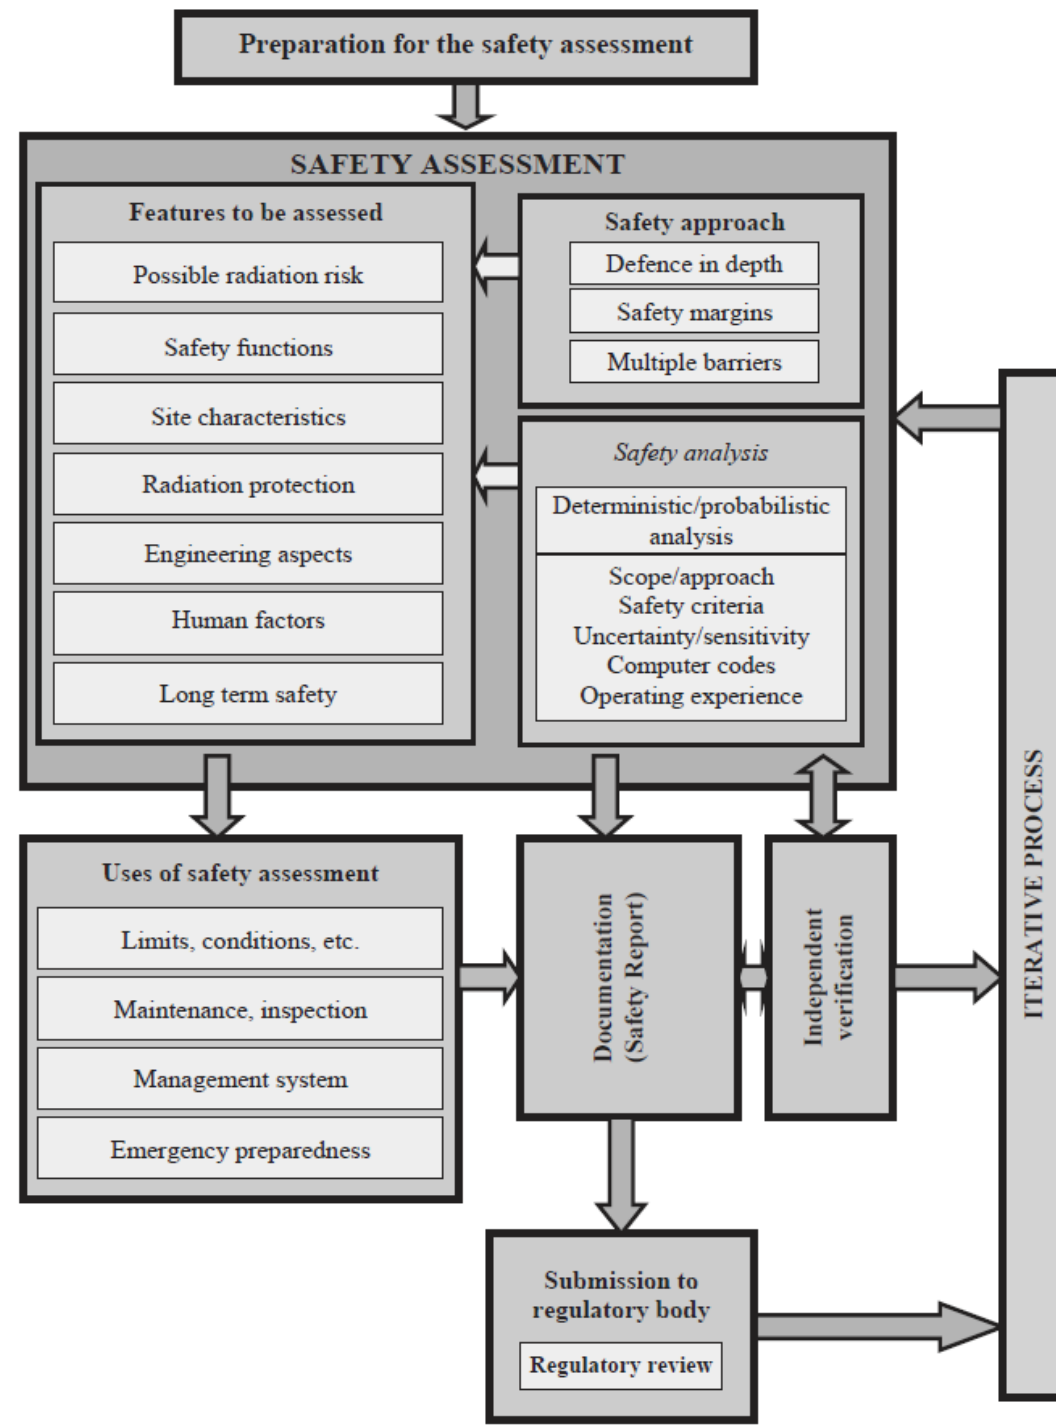 Preparation for the safety assessment
SAFETY ASSESSMENT
Features to be assessed
Possible radiation risk
Safety functions
Site characteristics
Radiation protection
Engineering aspects
Human factors
Long term safety
Safety approach
Defence in depth
Safety margins
Multiple barriers
Safety analysis
Deterministic/probabilistic
analysis
Scope/approach
Safety criteria
Uncertainty/sensitivity
Computer codes
Operating experience
Uses of safety assessment
Limits, conditions, etc.
Maintenance, inspection
Management system
Emergency preparedness
Documentation
(Safety Report)
Independent
verification
ITERATIVE PROCESS
Submission to
regulatory body
Regulatory review